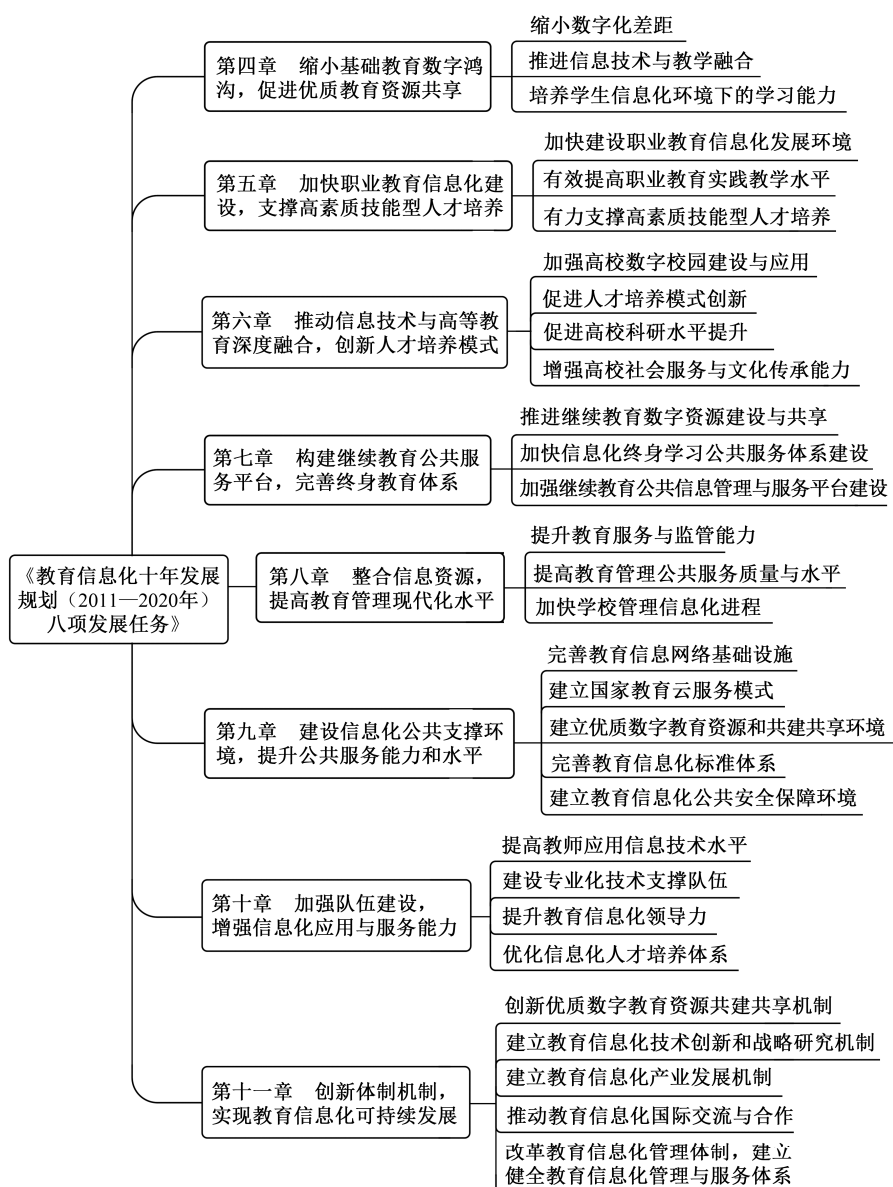 《教育信息化十年发展
规划（2011—2020年）
八项发展任务》
第四章　缩小基础教育数字鸿
沟，促进优质教育资源共享
缩小数字化差距
推进信息技术与教学融合
培养学生信息化环境下的学习能力
第五章　加快职业教育信息化建
设，支撑高素质技能型人才培养
加快建设职业教育信息化发展环境
有效提高职业教育实践教学水平
有力支撑高素质技能型人才培养
第六章　推动信息技术与高等教
育深度融合，创新人才培养模式
加强高校数字校园建设与应用
促进人才培养模式创新
促进高校科研水平提升
增强高校社会服务与文化传承能力
第七章　构建继续教育公共服
务平台，完善终身教育体系
推进继续教育数字资源建设与共享
加快信息化终身学习公共服务体系建设
加强继续教育公共信息管理与服务平台建设
第八章　整合信息资源，
提高教育管理现代化水平
提升教育服务与监管能力
提高教育管理公共服务质量与水平
加快学校管理信息化进程
第九章　建设信息化公共支撑环
境，提升公共服务能力和水平
完善教育信息网络基础设施
建立国家教育云服务模式
建立优质数字教育资源和共建共享环境
完善教育信息化标准体系
建立教育信息化公共安全保障环境
第十章　加强队伍建设，
增强信息化应用与服务能力
提高教师应用信息技术水平
建设专业化技术支撑队伍
提升教育信息化领导力
优化信息化人才培养体系
第十一章　创新体制机制，
实现教育信息化可持续发展
创新优质数字教育资源共建共享机制
建立教育信息化技术创新和战略研究机制
建立教育信息化产业发展机制
推动教育信息化国际交流与合作
改革教育信息化管理体制，建立
健全教育信息化管理与服务体系